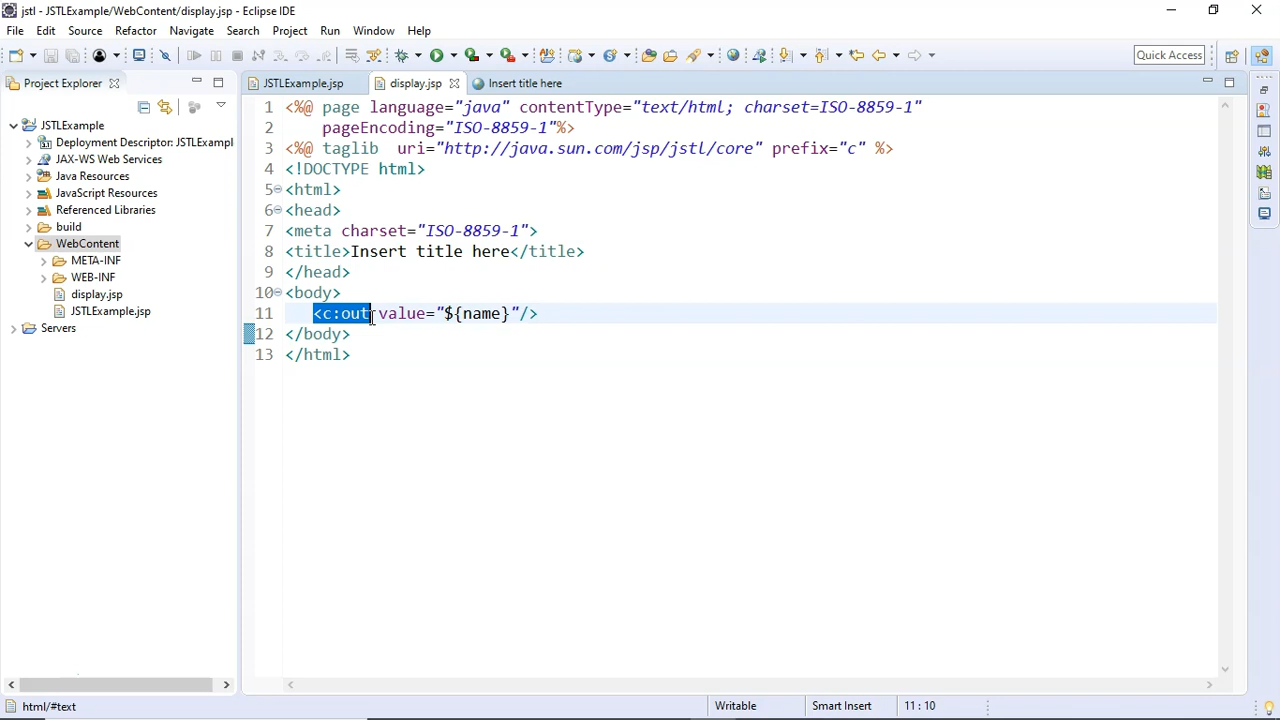 jstl - JSTLExample/WebContent/display.jsp - Eclipse IDE
File Edit Source Refactor Navigate Search Project Run Window Help
Quick Access
Project Explorer
JSTLExample
Deployment Descriptor: JSTLExampl
JAX-WS Web Services
Java Resources
JavaScript Resources
Referenced Libraries
build
WebContent
META-INF
WEB-INF
display.jsp
JSTLExample.jsp
Servers
JSTLExample.jsp display.jsp Insert title here
1 <%@ page language="java" contentType="text/html; charset=ISO-8859-1"
2 pageEncoding="ISO-8859-1"%>
3 <%@ taglib uri="http://java.sun.com/jsp/jstl/core" prefix="c" %>
4 <!DOCTYPE html>
5 <html>
6 <head>
7 <meta charset="ISO-8859-1">
8 <title>Insert title here</title>
9 </head>
10 <body>
11 <c:out value="${name}"/>
12 </body>
13 </html>
html/#text Writable Smart Insert 11 : 10